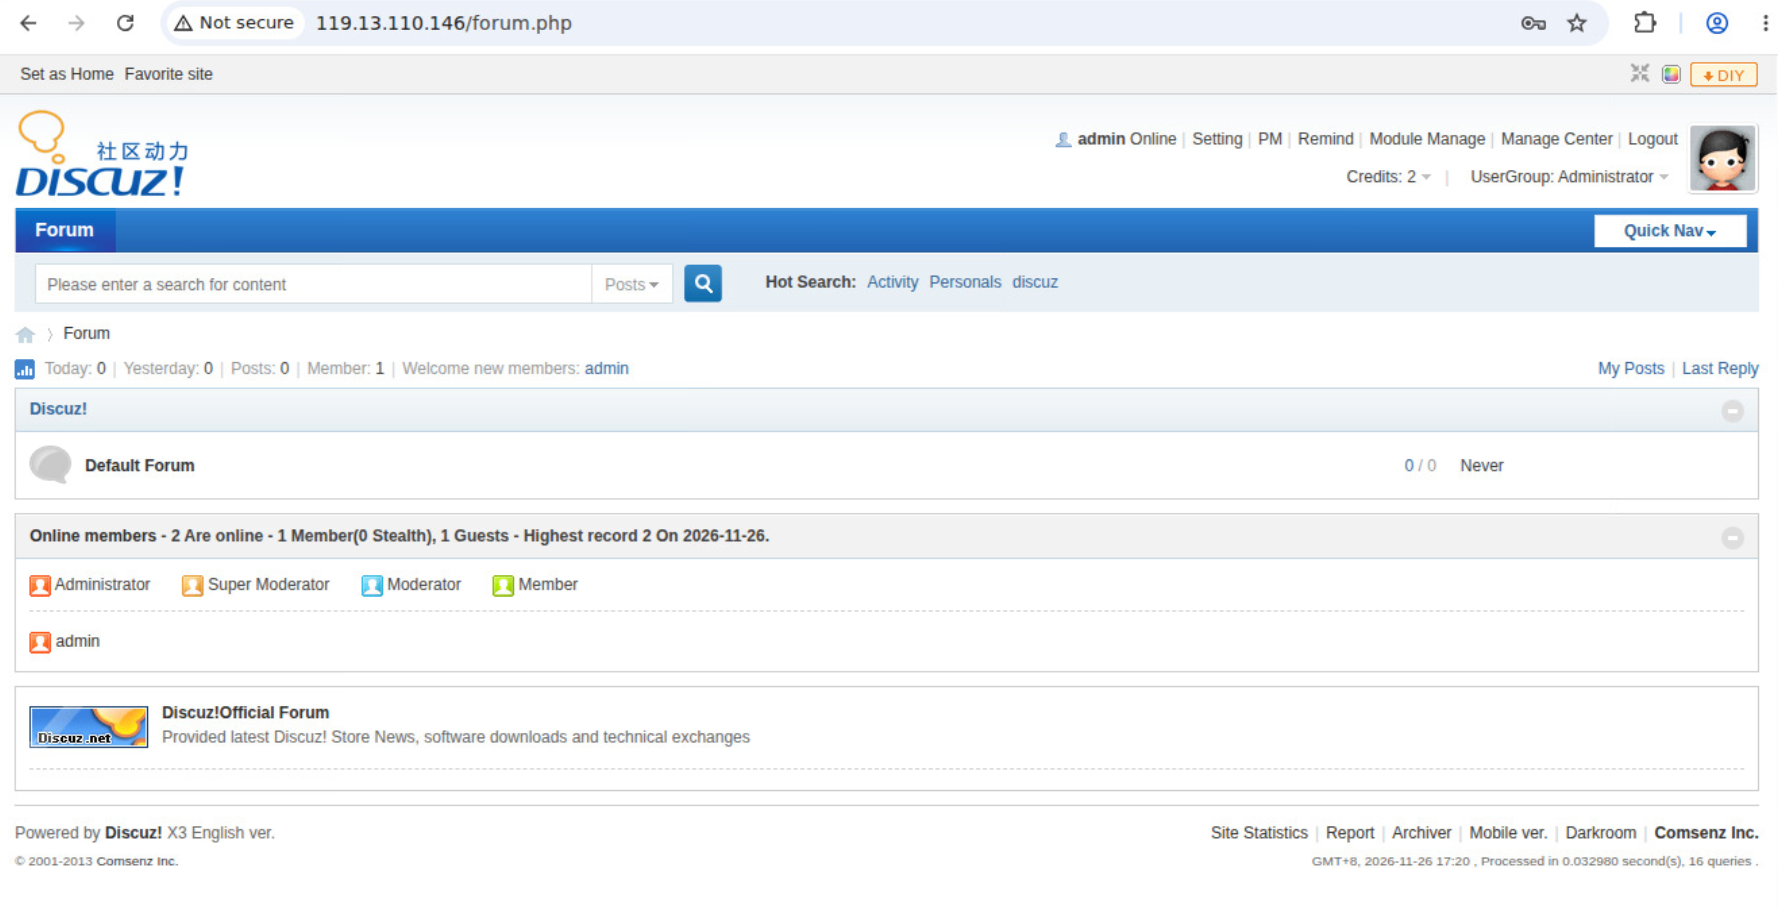 Not secure 119.13.110.146/forum.php
Set as Home Favorite site DIY
社区动力
DISCUZ!
admin Online | Setting | PM | Remind | Module Manage | Manage Center | Logout
Credits: 2 | UserGroup: Administrator
Forum Quick Nav
Please enter a search for content Posts Hot Search: Activity Personals discuz
Forum
Today: 0 | Yesterday: 0 | Posts: 0 | Member: 1 | Welcome new members: admin My Posts | Last Reply
Discuz!
Default Forum 0 / 0 Never
Online members - 2 Are online - 1 Member(0 Stealth), 1 Guests - Highest record 2 On 2026-11-26.
Administrator Super Moderator Moderator Member
admin
Discuz!Official Forum
Discuz.net
Provided latest Discuz! Store News, software downloads and technical exchanges
Powered by Discuz! X3 English ver. Site Statistics | Report | Archiver | Mobile ver. | Darkroom | Comsenz Inc.
© 2001-2013 Comsenz Inc. GMT+8, 2026-11-26 17:20 , Processed in 0.032980 second(s), 16 queries .